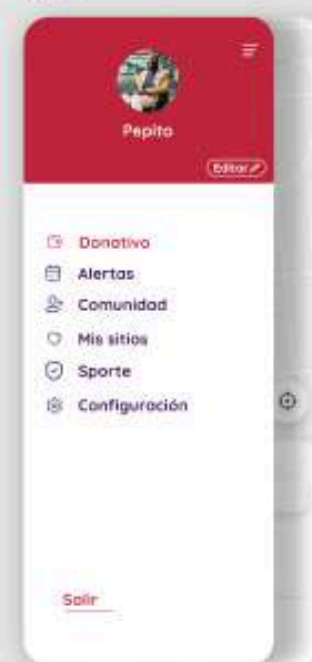 Pepito
Editar
Donativo
Alertas
Comunidad
Mis sitios
Sporte
Configuración
Salir